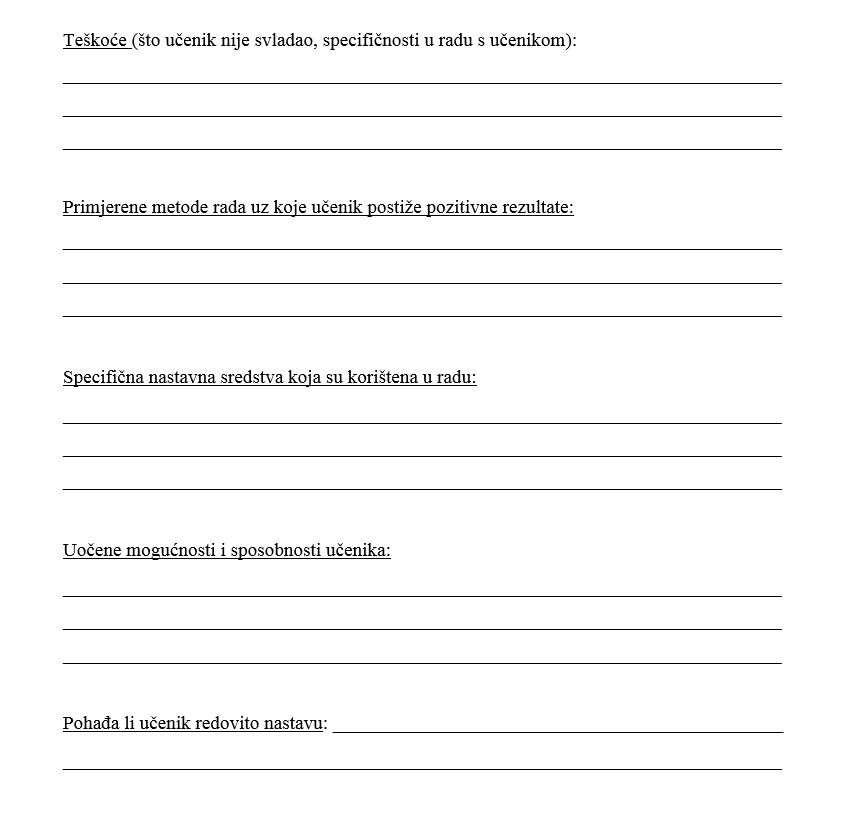 Teškoće (što učenik nije svladao, specifičnosti u radu s učenikom):
Primjerene metode rada uz koje učenik postiže pozitivne rezultate:
Specifična nastavna sredstva koja su korištena u radu:
Uočene mogućnosti i sposobnosti učenika:
Pohađa li učenik redovito nastavu: